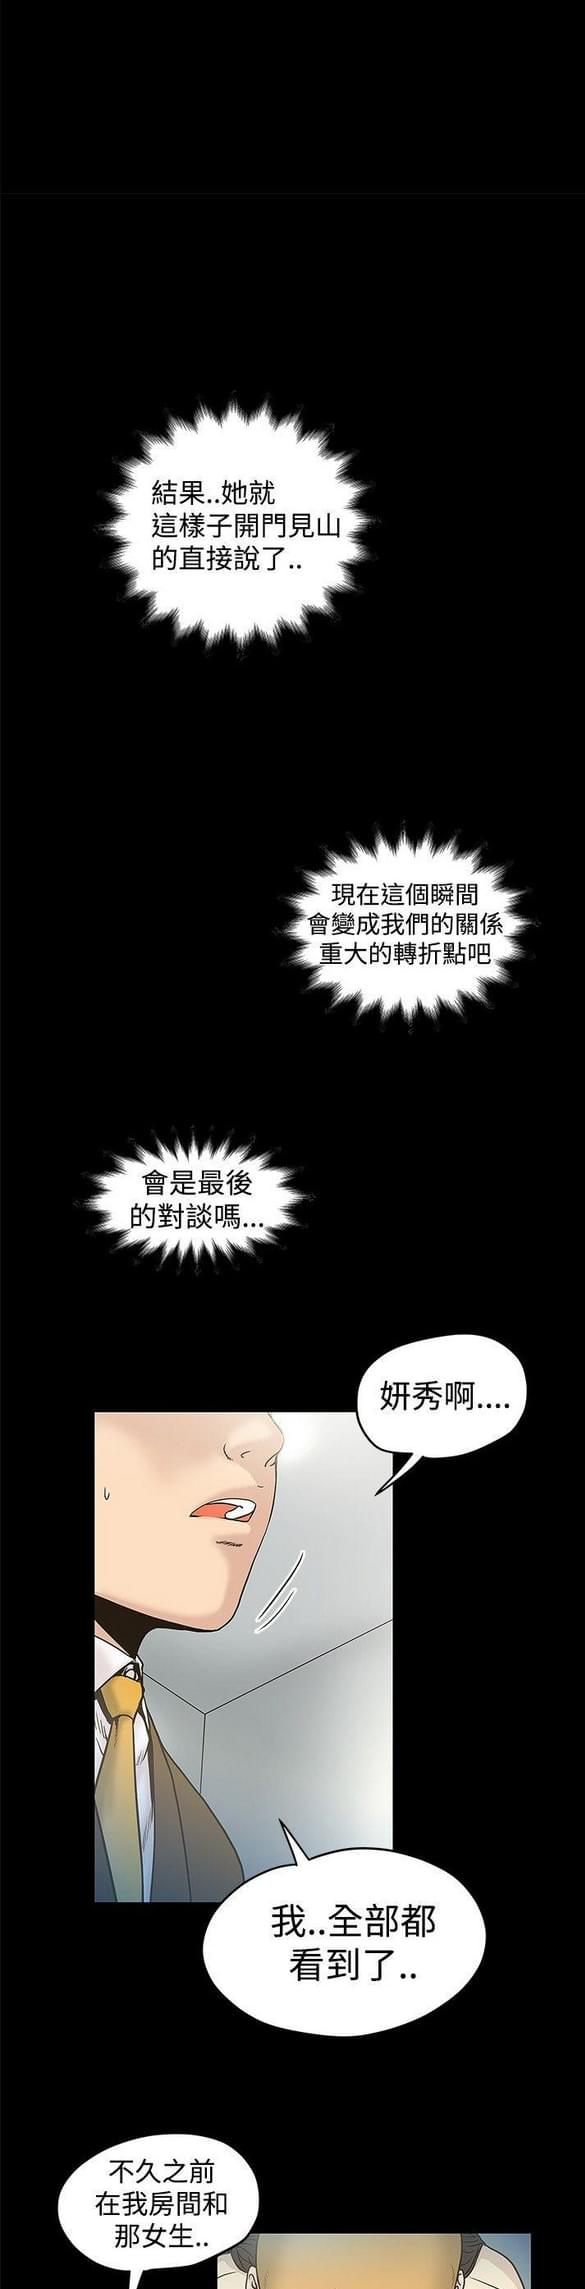 結果..她就
這樣子開門見山
的直接說了..
現在這個瞬間
會變成我們的關係
重大的轉折點吧
會是最後
的對談嗎...
妍秀啊....
我..全部都
看到了..
不久之前
在我房間和
那女生..